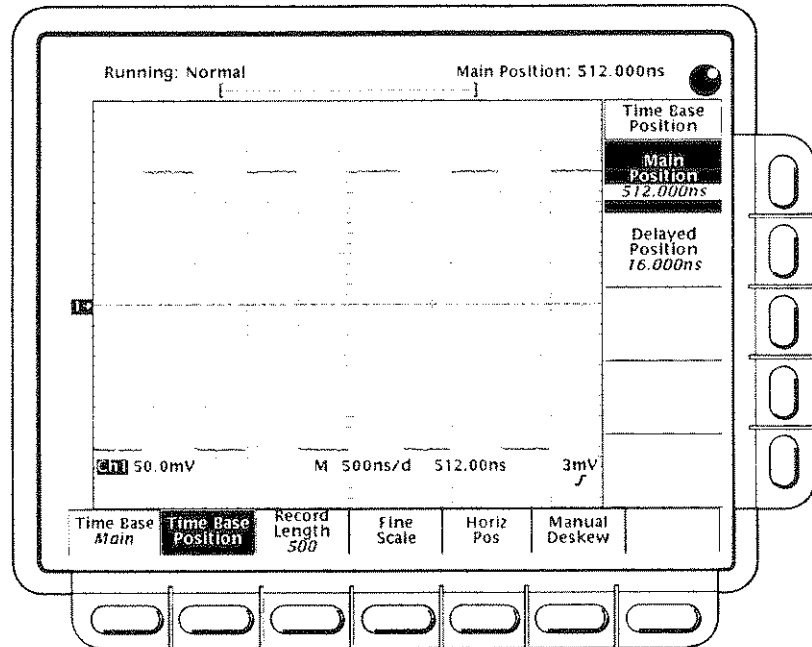 Running: Normal
Main Position: 512.000ns
Time Base
Position
Main
Position
512.000ns
Delayed
Position
16.000ns
1
Ch1 50.0mV M 500ns/d 512.00ns 3mV
Time Base
Main
Time Base
Position
Record
Length
500
Fine
Scale
Horiz
Pos
Manual
Deskew